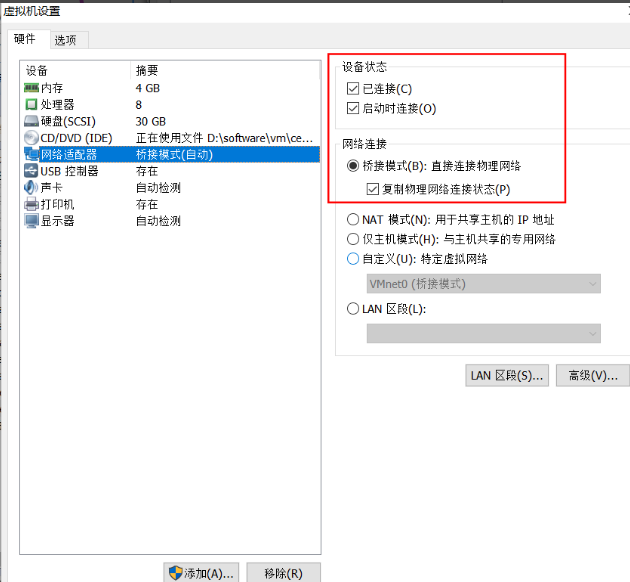 虚拟机设置
硬件 选项
设备 摘要
内存 4 GB
处理器 8
硬盘(SCSI) 30 GB
CD/DVD (IDE) 正在使用文件 D:\software\vm\ce...
网络适配器 桥接模式(自动)
USB 控制器 存在
声卡 自动检测
打印机 存在
显示器 自动检测
添加(A)... 移除(R)
设备状态
已连接(C)
启动时连接(O)
网络连接
桥接模式(B): 直接连接物理网络
复制物理网络连接状态(P)
NAT 模式(N): 用于共享主机的 IP 地址
仅主机模式(H): 与主机共享的专用网络
自定义(U): 特定虚拟网络
VMnet0 (桥接模式)
LAN 区段(L):
LAN 区段(S)... 高级(V)...